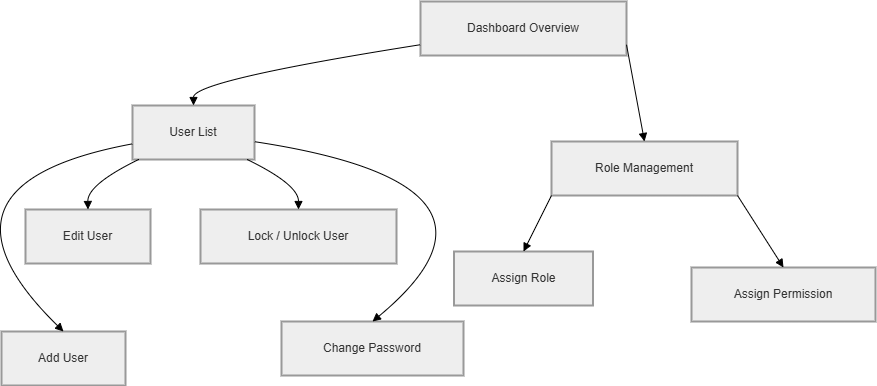 Dashboard Overview
User List
Role Management
Edit User
Lock / Unlock User
Assign Role
Assign Permission
Add User
Change Password